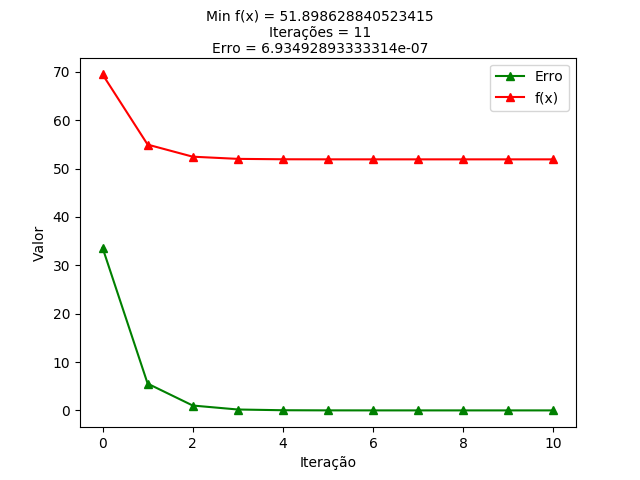 Min f(x) = 51.898628840523415
Iterações = 11
Erro = 6.93492893333314e-07
Erro
f(x)
70
60
50
40
30
20
10
0
Valor
0 2 4 6 8 10
Iteração